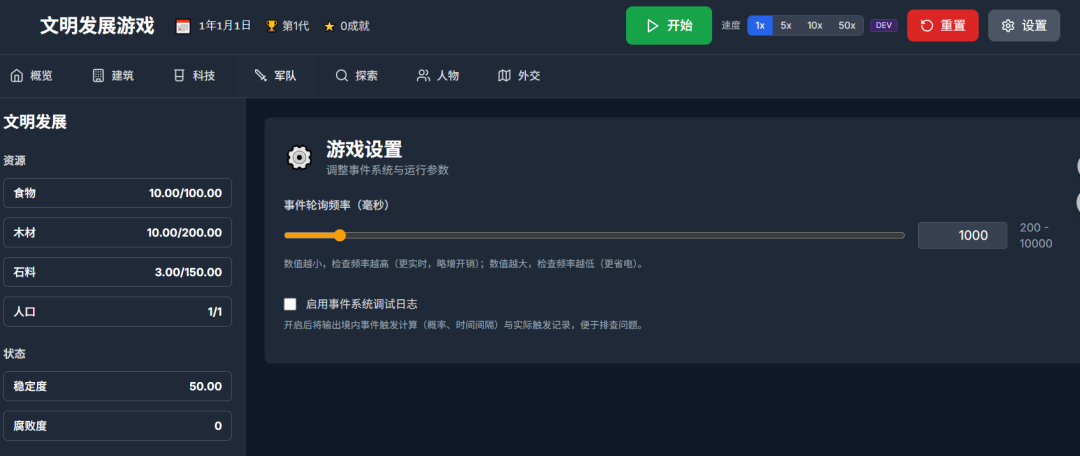 文明发展游戏 1年1月1日 第1代 0成就 开始 速度 1x 5x 10x 50x DEV 重置 设置
概览 建筑 科技 军队 探索 人物 外交
文明发展
资源
食物 10.00/100.00
木材 10.00/200.00
石料 3.00/150.00
人口 1/1
状态
稳定度 50.00
腐败度 0
游戏设置
调整事件系统与运行参数
事件轮询频率（毫秒）
1000
200 -
10000
数值越小，检查频率越高（更实时，略增开销）；数值越大，检查频率越低（更省电）。
启用事件系统调试日志
开启后将输出境内事件触发计算（概率、时间间隔）与实际触发记录，便于排查问题。